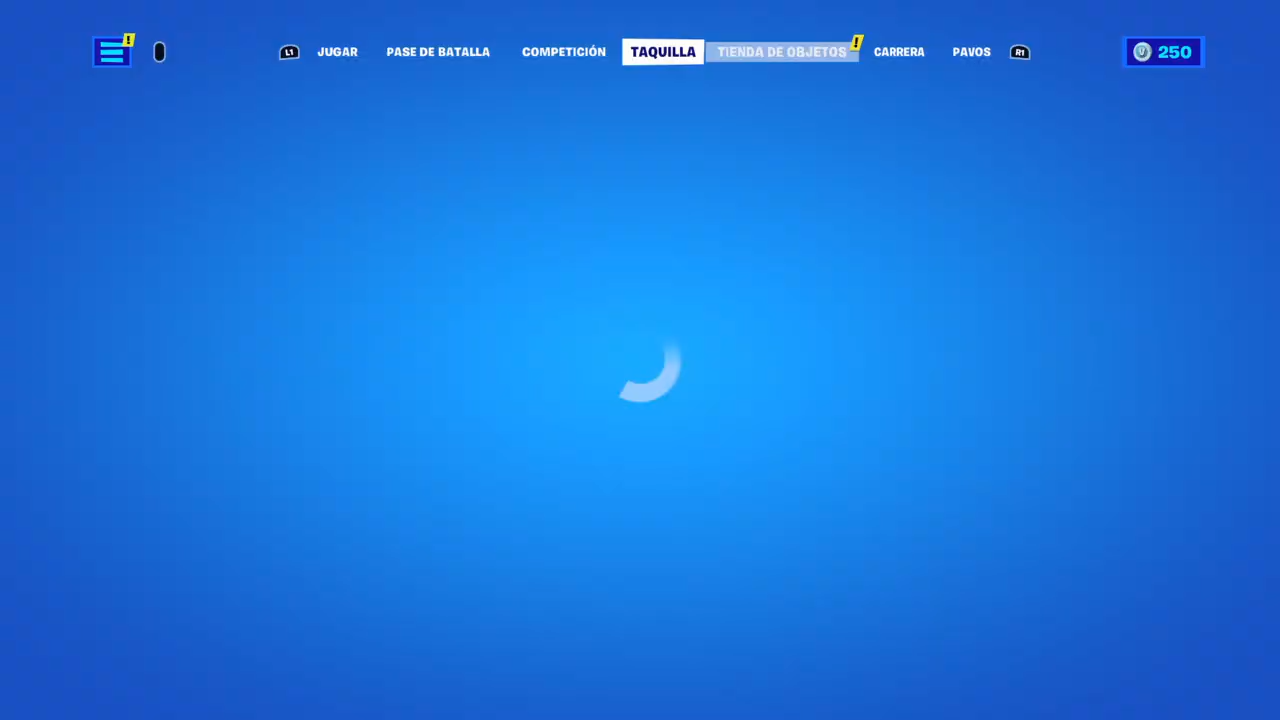 ! L1 JUGAR PASE DE BATALLA COMPETICIÓN TAQUILLA TIENDA DE OBJETOS ! CARRERA PAVOS R1 V 250